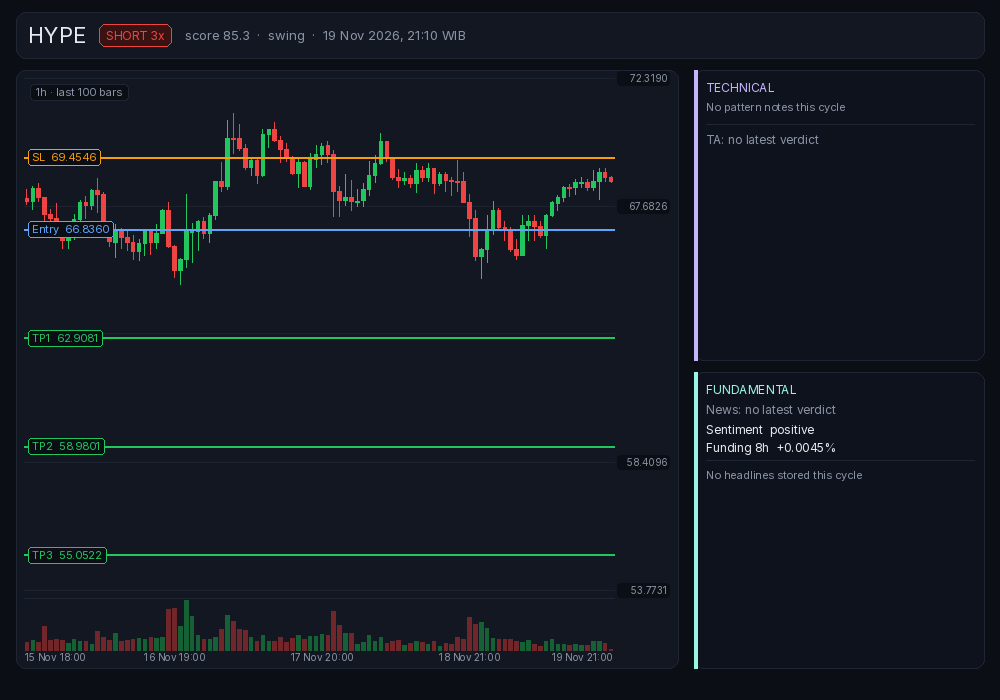 HYPE SHORT 3x score 85.3 · swing · 19 Nov 2026, 21:10 WIB
1h · last 100 bars
72.3190
SL 69.4546
67.6826
Entry 66.8360
TP1 62.9081
TP2 58.9801
58.4096
TP3 55.0522
53.7731
15 Nov 18:00 16 Nov 19:00 17 Nov 20:00 18 Nov 21:00 19 Nov 21:00
TECHNICAL
No pattern notes this cycle
TA: no latest verdict
FUNDAMENTAL
News: no latest verdict
Sentiment positive
Funding 8h +0.0045%
No headlines stored this cycle